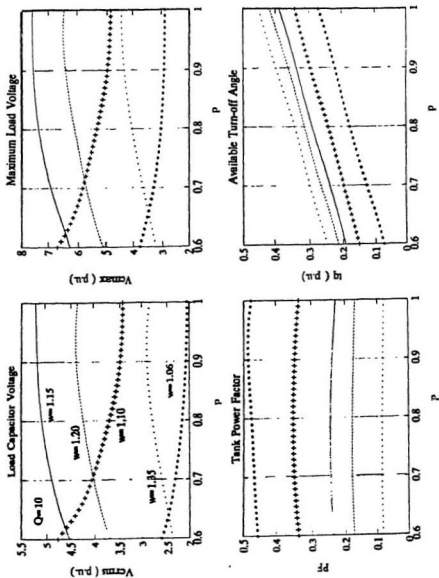 Load Capacitor Voltage
Vcrms ( p.u )
5.5
5
4.5
4
3.5
3
2.5
2
Q=10
w=1.15
w=1.20
w=1.10
w=1.35
w=1.06
0.6
0.7
0.8
0.9
1
d
Maximum Load Voltage
Vcmax ( p.u )
8
7
6
5
4
3
2
0.6
0.7
0.8
0.9
1
d
Tank Power Factor
PF
0.5
0.4
0.3
0.2
0.1
0
0.6
0.7
0.8
0.9
1
d
Available Turn-off Angle
tq ( p.u )
0.5
0.4
0.3
0.2
0.1
0
0.6
0.7
0.8
0.9
1
d